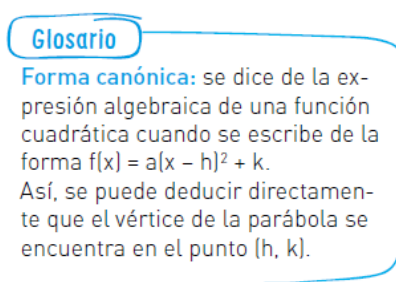 Glosario
Forma canónica: se dice de la ex-
presión algebraica de una función
cuadrática cuando se escribe de la
forma f(x) = a(x – h)² + k.
Así, se puede deducir directamen-
te que el vértice de la parábola se
encuentra en el punto (h, k).